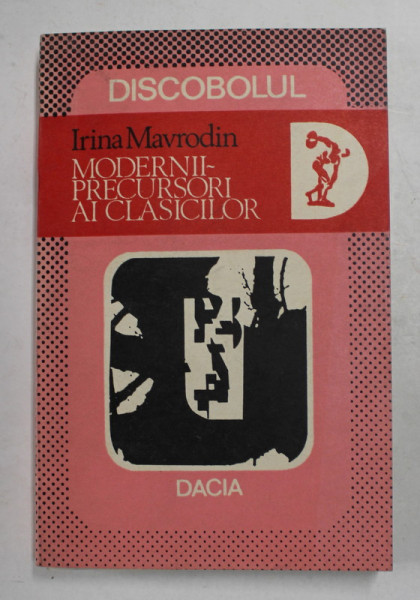 DISCOBOLUL
Irina Mavrodin
MODERNII~
PRECURSORI
AI CLASICILOR
D
DACIA